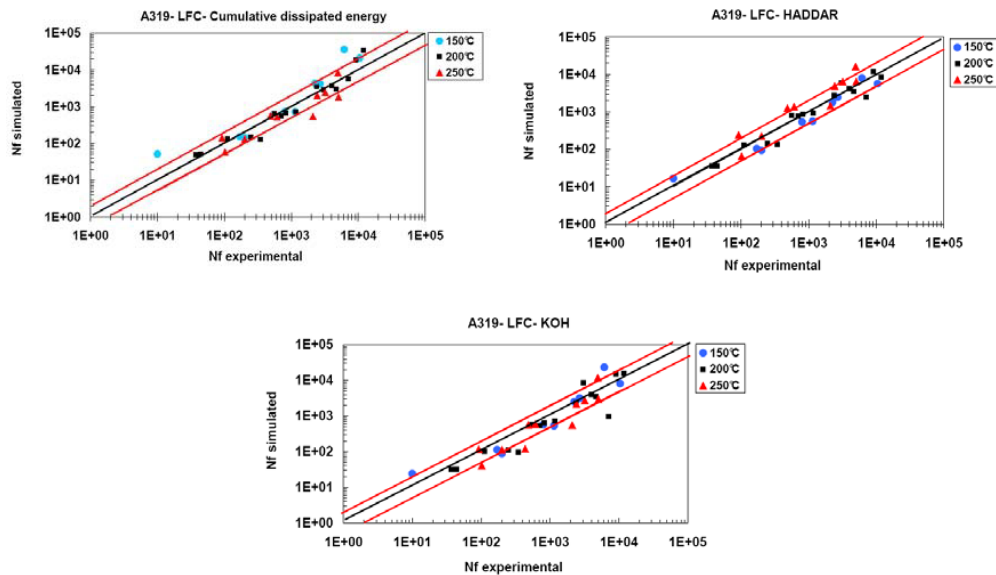 A319- LFC- Cumulative dissipated energy
1E+05
1E+04
1E+03
1E+02
1E+01
1E+00
Nf simulated
1E+00 1E+01 1E+02 1E+03 1E+04 1E+05
Nf experimental
150℃
200℃
250℃
A319- LFC- HADDAR
1E+05
1E+04
1E+03
1E+02
1E+01
1E+00
Nf simulated
1E+00 1E+01 1E+02 1E+03 1E+04 1E+05
Nf experimental
150℃
200℃
250℃
A319- LFC- KOH
1E+05
1E+04
1E+03
1E+02
1E+01
1E+00
Nf simulated
1E+00 1E+01 1E+02 1E+03 1E+04 1E+05
Nf experimental
150℃
200℃
250℃